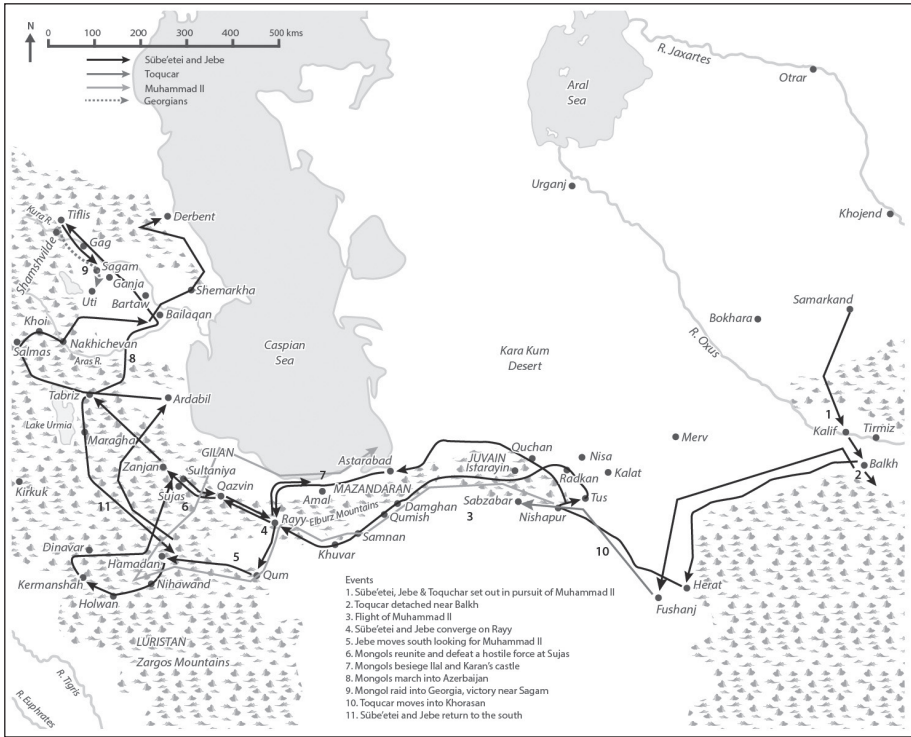 N
0 100 200 300 400 500 kms
Sübe'etei and Jebe
Toqucar
Muhammad II
Georgians
R. Jaxartes
Otrar
Aral
Sea
Urganj
Khojend
Derbent
Kura R.
Tiflis
Gag
Shamshvilde
9
Sagam
Ganja
Uti
Bartaw
Shemarkha
Bailaqan
Khoi
Salmas
Nakhichevan
Aras R.
8
Samarkand
Bokhara
R. Oxus
Caspian
Sea
Kara Kum
Desert
Tabriz
Ardabil
Lake Urmia
Maragha
1
Kalif
Tirmiz
Merv
Balkh
2
GILAN
Zanjan
Sultaniya
Sujas
Qazvin
6
Kirkuk
11
7
Astarabad
Amal
MAZANDARAN
Quchan
JUVAIN
Isfarayin
Nisa
Radkan
Kalat
Tus
4
Rayy
Elburz Mountains
Damghan
Qumish
Sabzabar
3
Nishapur
Samnan
Khuvar
10
Dinavar
Hamadan
5
Qum
Kermanshah
Nihawand
Holwan
Herat
Fushanj
LURISTAN
Zargos Mountains
R. Tigris
R. Euphrates
Events
1. Sübe'etei, Jebe & Toquchar set out in pursuit of Muhammad II
2. Toqucar detached near Balkh
3. Flight of Muhammad II
4. Sübe'etei and Jebe converge on Rayy
5. Jebe moves south looking for Muhammad II
6. Mongols reunite and defeat a hostile force at Sujas
7. Mongols besiege Ilal and Karan's castle
8. Mongols march into Azerbaijan
9. Mongol raid into Georgia, victory near Sagam
10. Toqucar moves into Khorasan
11. Sübe'etei and Jebe return to the south